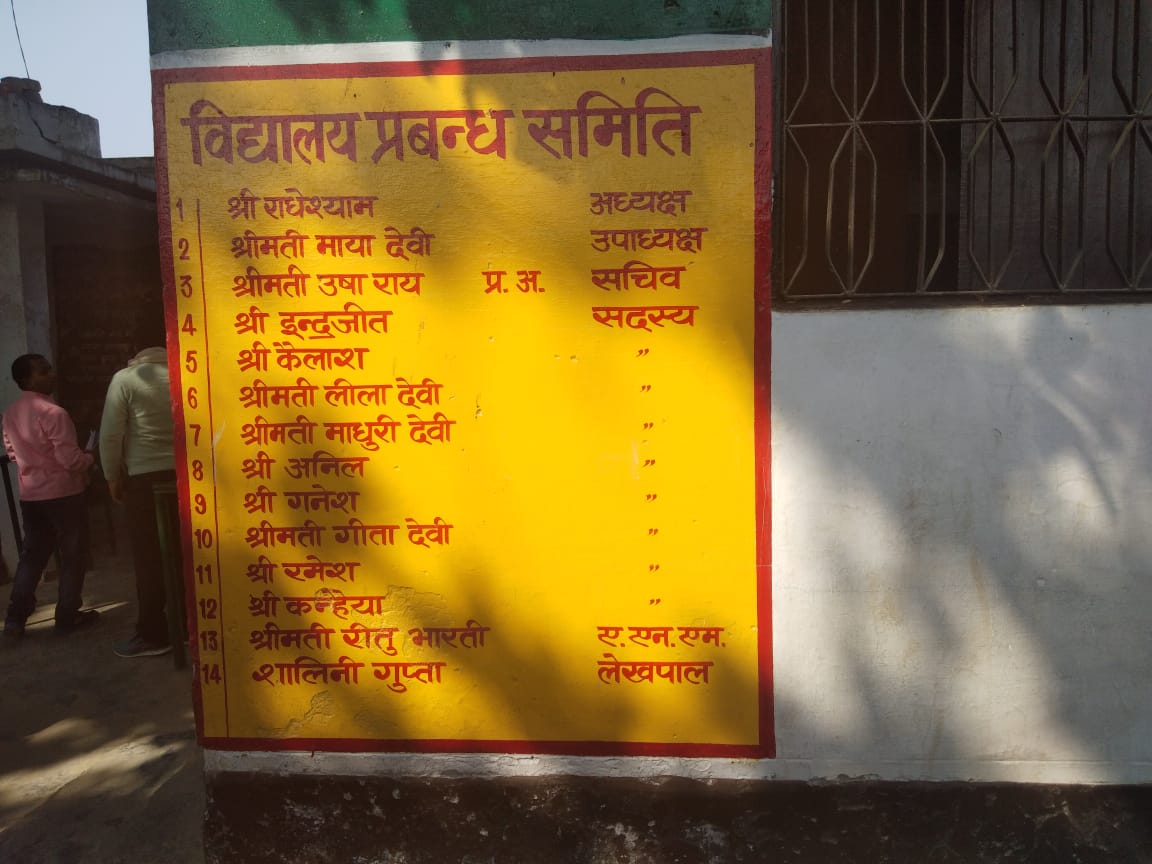 विद्यालय प्रबन्ध समिति
1 श्री राधेश्याम अध्यक्ष
2 श्रीमती माया देवी उपाध्यक्ष
3 श्रीमती उषा राय प्र. अ. सचिव
4 श्री इन्द्रजीत सदस्य
5 श्री कैलाश ”
6 श्रीमती लीला देवी ”
7 श्रीमती माधुरी देवी ”
8 श्री अनिल ”
9 श्री गनेश ”
10 श्रीमती गीता देवी ”
11 श्री रमेश ”
12 श्री कन्हैया ”
13 श्रीमती रीतु भारती ए. एन. एम.
14 शालिनी गुप्ता लेखपाल